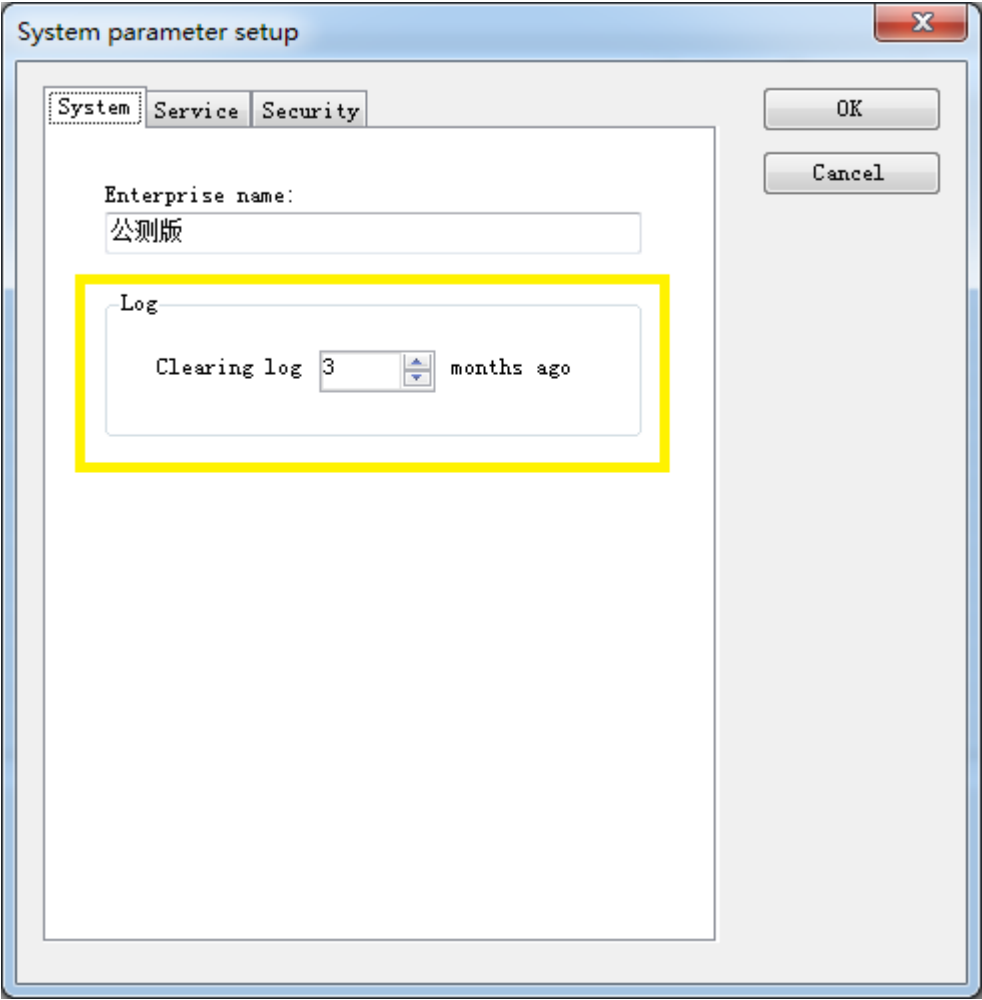 System parameter setup
System Service Security
OK
Cancel
Enterprise name:
公测版
Log
Clearing log 3 months ago